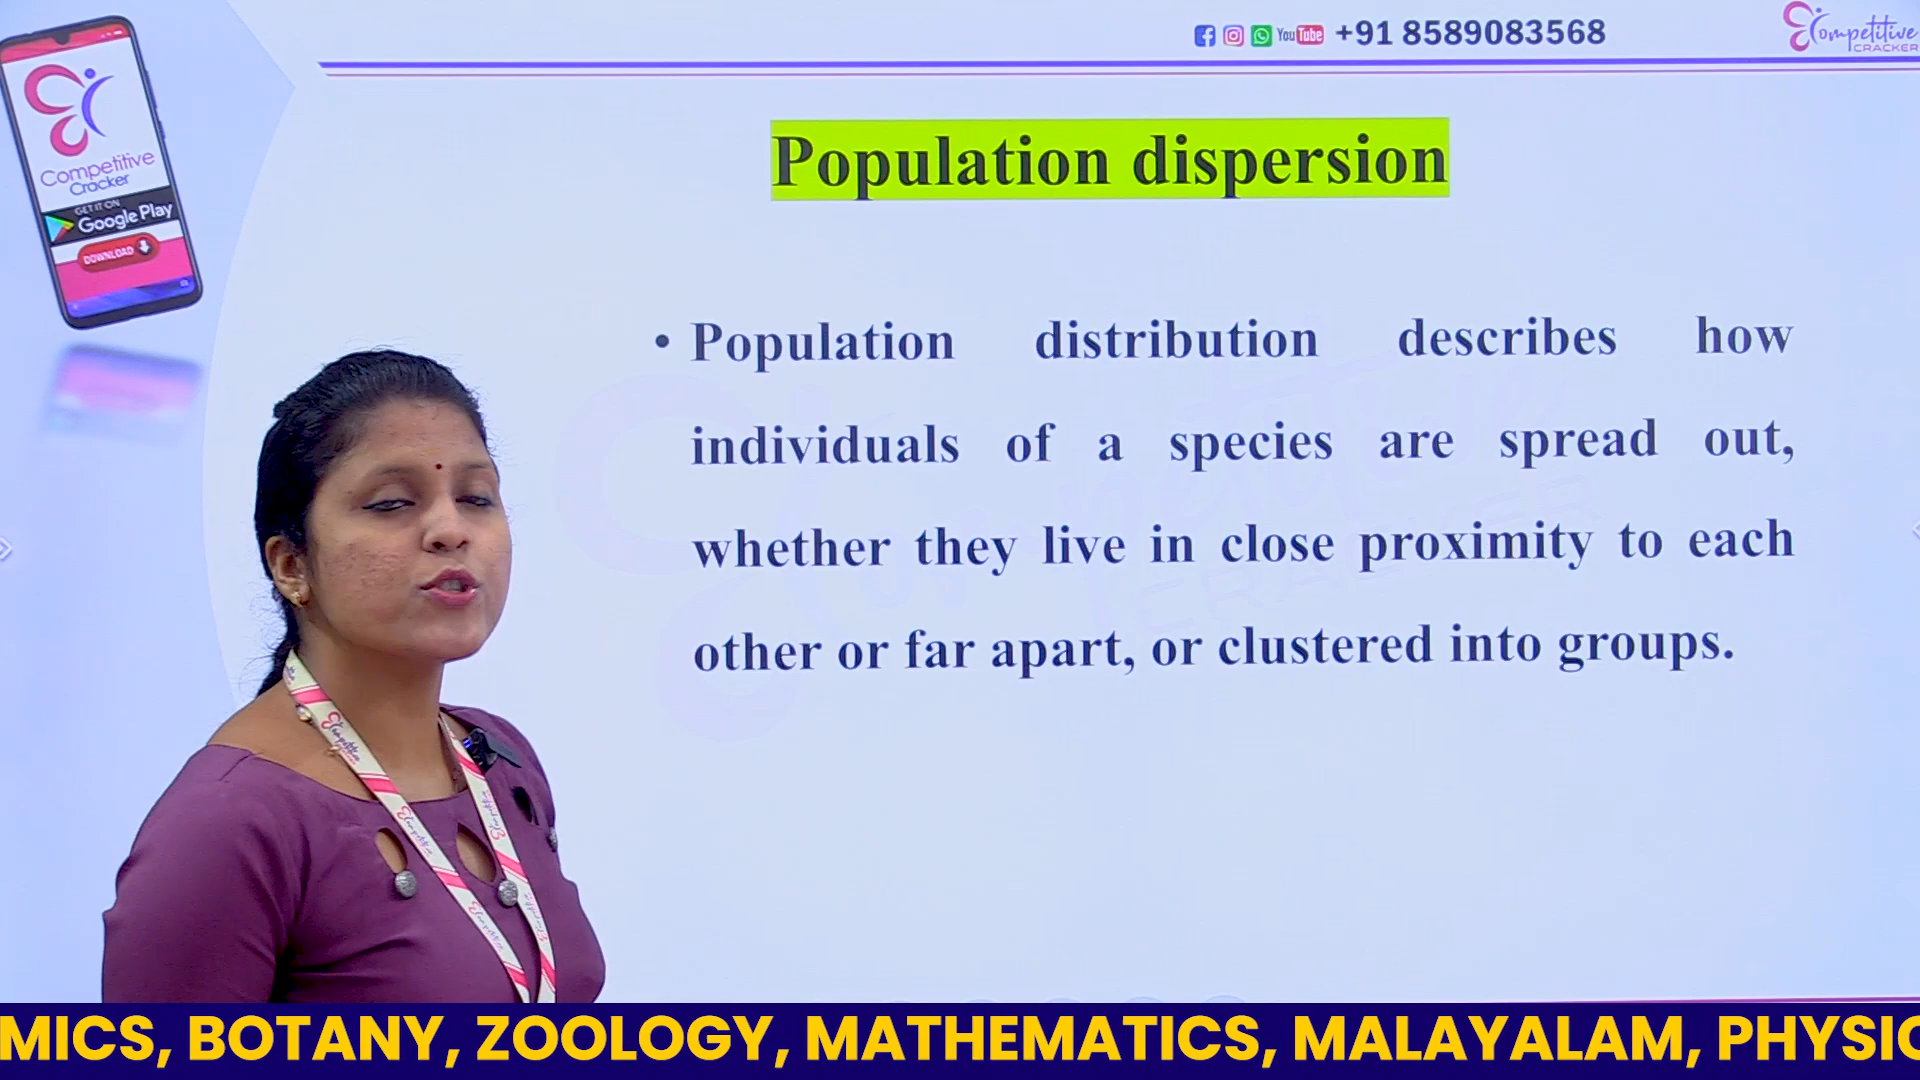 YouTube +91 8589083568
Competitive
CRACKER
Competitive
Cracker
GET IT ON
Google Play
DOWNLOAD
Population dispersion
• Population distribution describes how
individuals of a species are spread out,
whether they live in close proximity to each
other or far apart, or clustered into groups.
MICS, BOTANY, ZOOLOGY, MATHEMATICS, MALAYALAM, PHYSIC